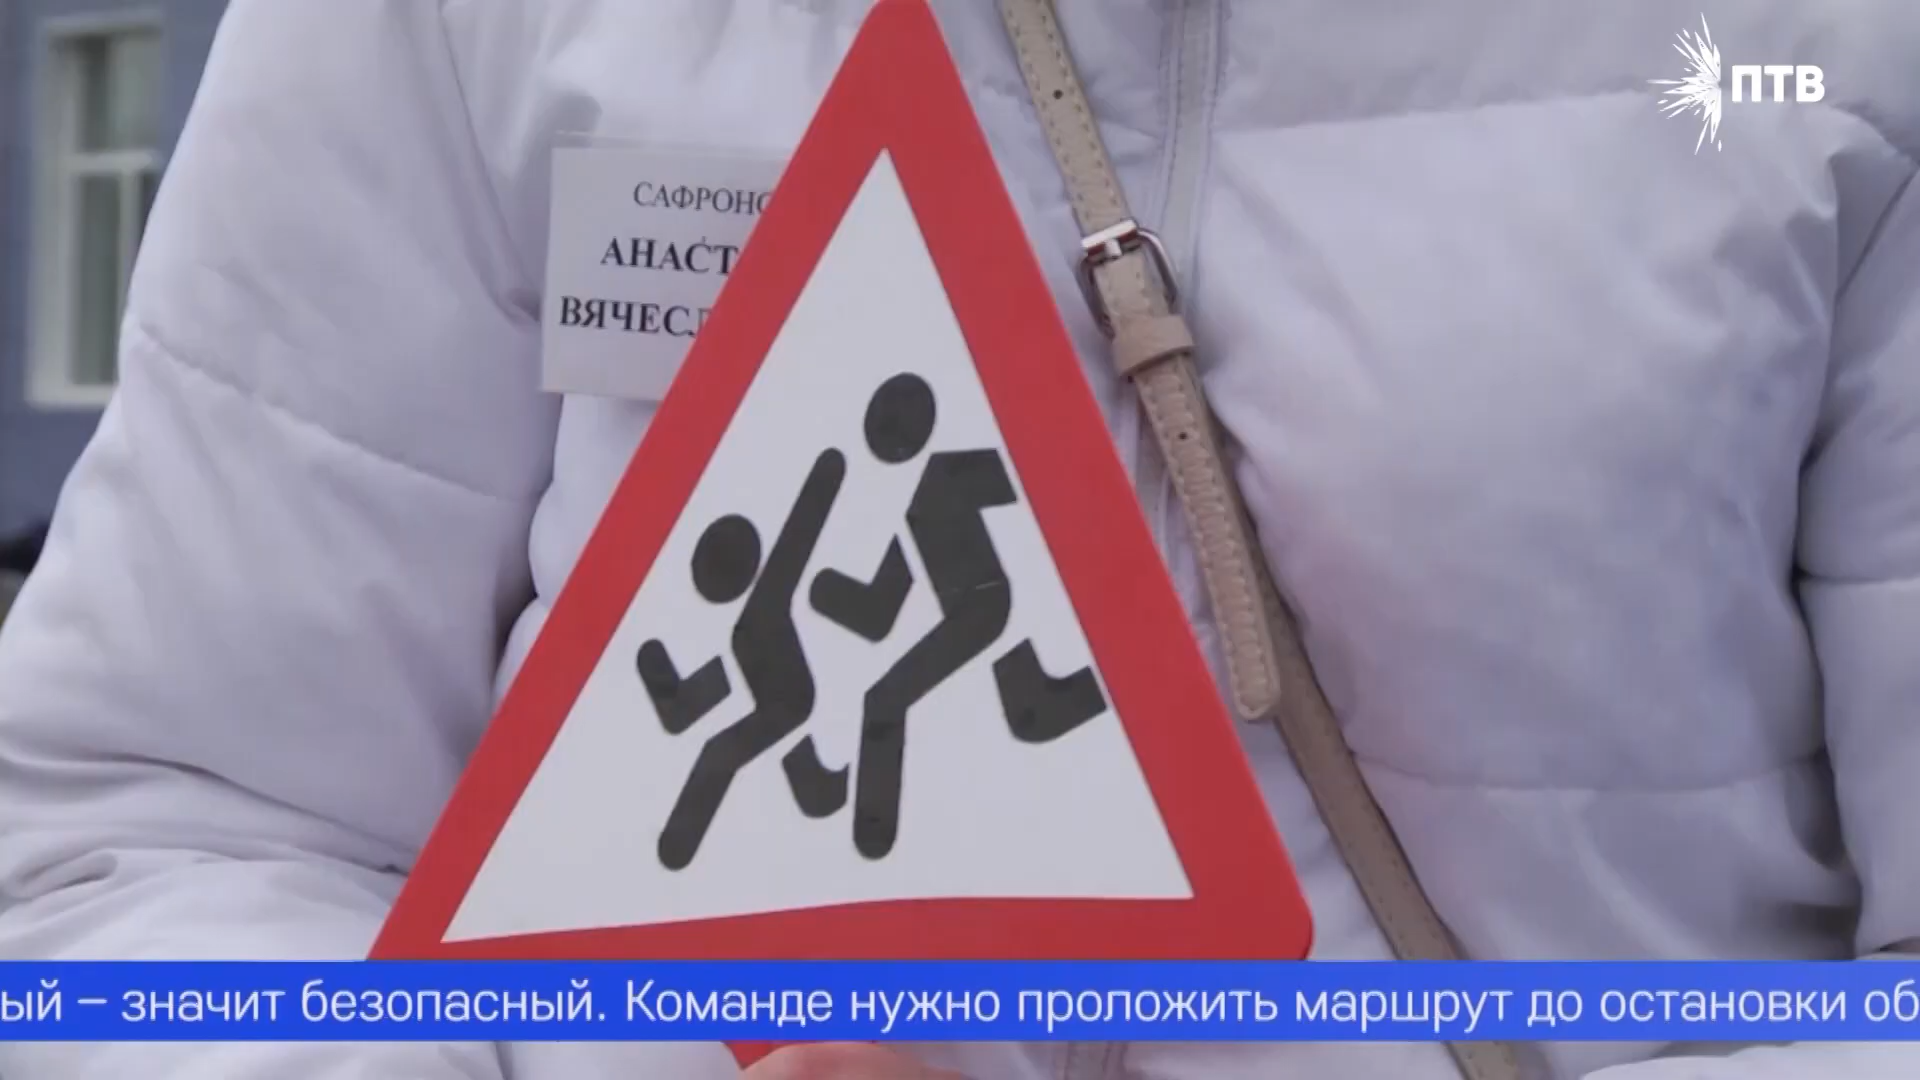 ПТВ
САФРОНО
АНАСТ
ВЯЧЕСЛ
ый – значит безопасный. Команде нужно проложить маршрут до остановки об